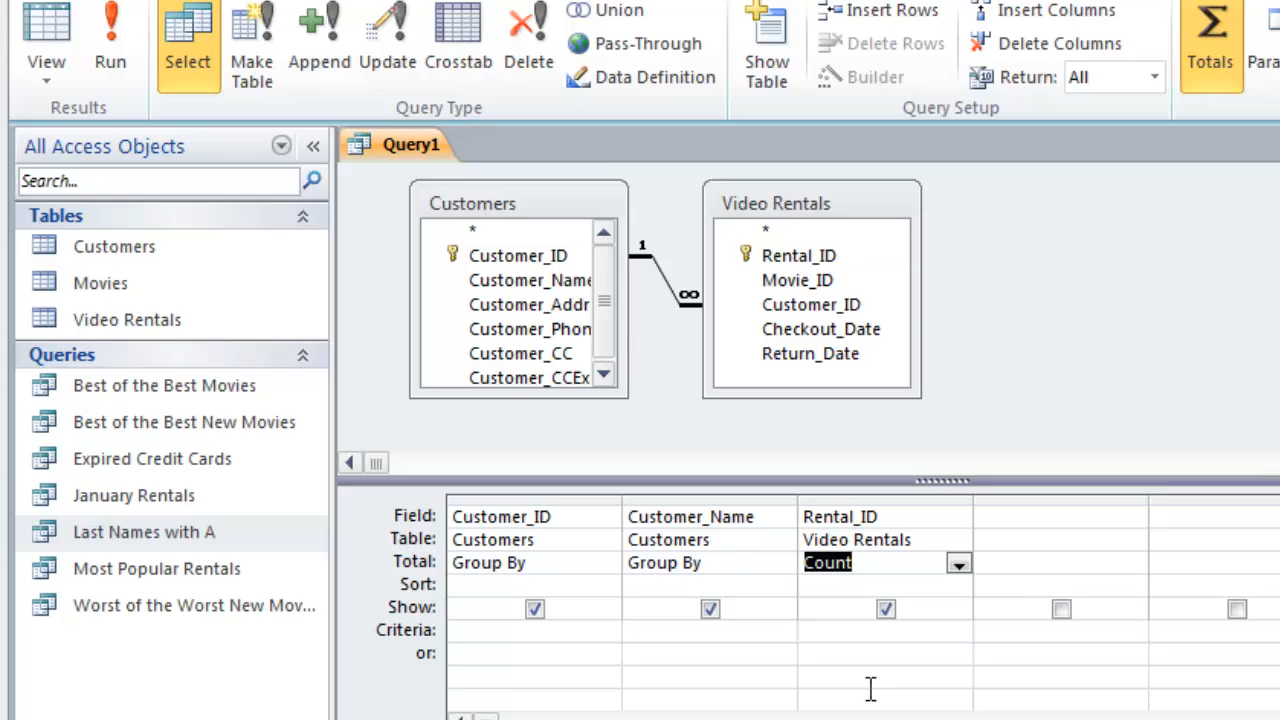 View
Run
Select
Make
Table
Append
Update
Crosstab
Delete
Union
Pass-Through
Data Definition
Show
Table
Insert Rows
Delete Rows
Builder
Insert Columns
Delete Columns
Return: All
Totals
Para
Results
Query Type
Query Setup
All Access Objects
Search...
Tables
Customers
Movies
Video Rentals
Queries
Best of the Best Movies
Best of the Best New Movies
Expired Credit Cards
January Rentals
Last Names with A
Most Popular Rentals
Worst of the Worst New Mov...
Query1
Customers
*
Customer_ID
Customer_Name
Customer_Addr
Customer_Phon
Customer_CC
Customer_CCEx
1
∞
Video Rentals
*
Rental_ID
Movie_ID
Customer_ID
Checkout_Date
Return_Date
Field: Customer_ID Customer_Name Rental_ID
Table: Customers Customers Video Rentals
Total: Group By Group By Count
Sort:
Show:
Criteria:
or: